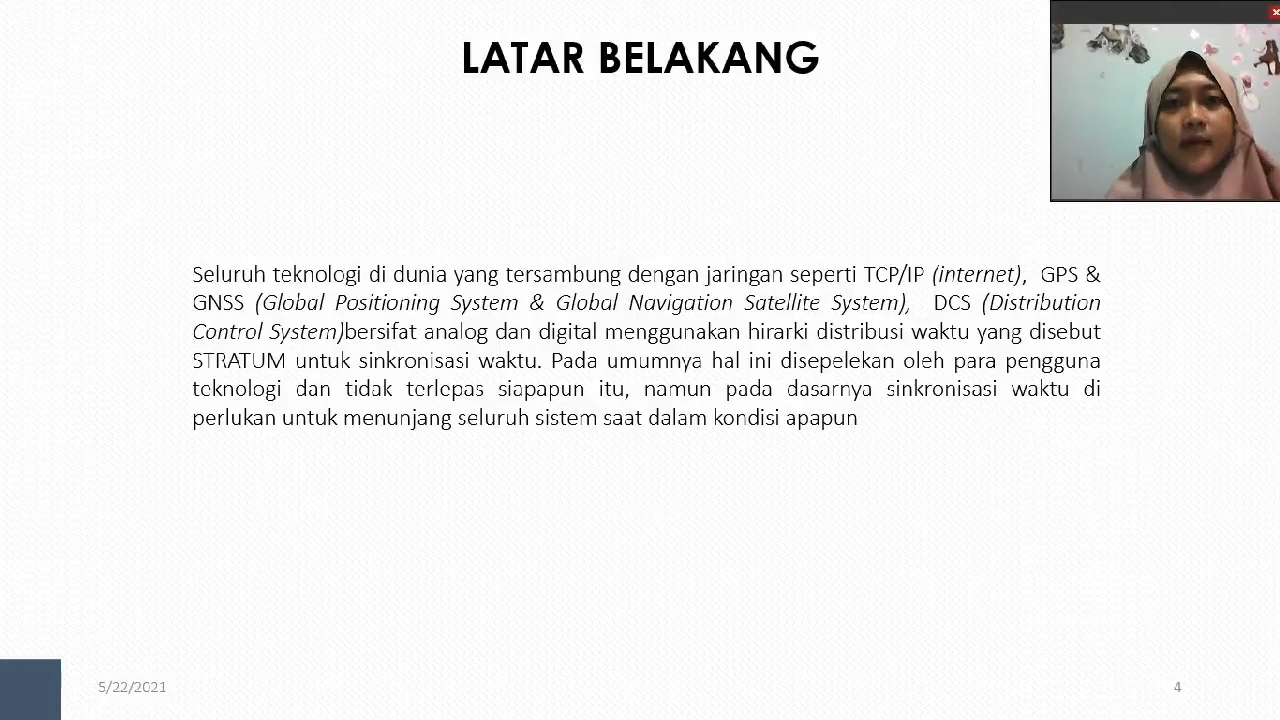 LATAR BELAKANG
Seluruh teknologi di dunia yang tersambung dengan jaringan seperti TCP/IP (internet), GPS &
GNSS (Global Positioning System & Global Navigation Satellite System), DCS (Distribution
Control System)bersifat analog dan digital menggunakan hirarki distribusi waktu yang disebut
STRATUM untuk sinkronisasi waktu. Pada umumnya hal ini disepelekan oleh para pengguna
teknologi dan tidak terlepas siapapun itu, namun pada dasarnya sinkronisasi waktu di
perlukan untuk menunjang seluruh sistem saat dalam kondisi apapun
5/22/2021
4